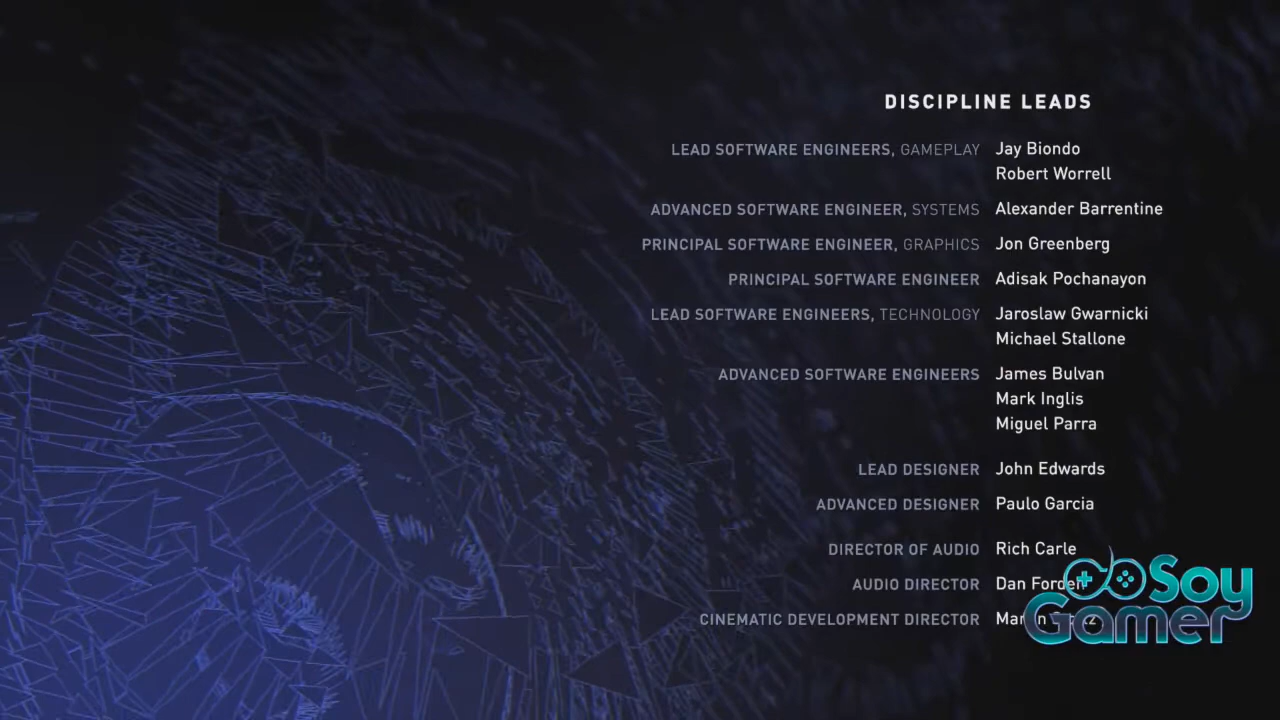 DISCIPLINE LEADS
LEAD SOFTWARE ENGINEERS, GAMEPLAY Jay Biondo
Robert Worrell
ADVANCED SOFTWARE ENGINEER, SYSTEMS Alexander Barrentine
PRINCIPAL SOFTWARE ENGINEER, GRAPHICS Jon Greenberg
PRINCIPAL SOFTWARE ENGINEER Adisak Pochanayon
LEAD SOFTWARE ENGINEERS, TECHNOLOGY Jaroslaw Gwarnicki
Michael Stallone
ADVANCED SOFTWARE ENGINEERS James Bulvan
Mark Inglis
Miguel Parra
LEAD DESIGNER John Edwards
ADVANCED DESIGNER Paulo Garcia
DIRECTOR OF AUDIO Rich Carle
AUDIO DIRECTOR Dan Forden
CINEMATIC DEVELOPMENT DIRECTOR
Soy
Gamer